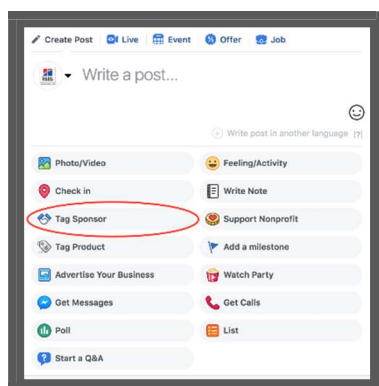 Create Post Live Event Offer Job
Write a post...
Write post in another language [?]
Photo/Video Feeling/Activity
Check in Write Note
Tag Sponsor Support Nonprofit
Tag Product Add a milestone
Advertise Your Business Watch Party
Get Messages Get Calls
Poll List
Start a Q&A